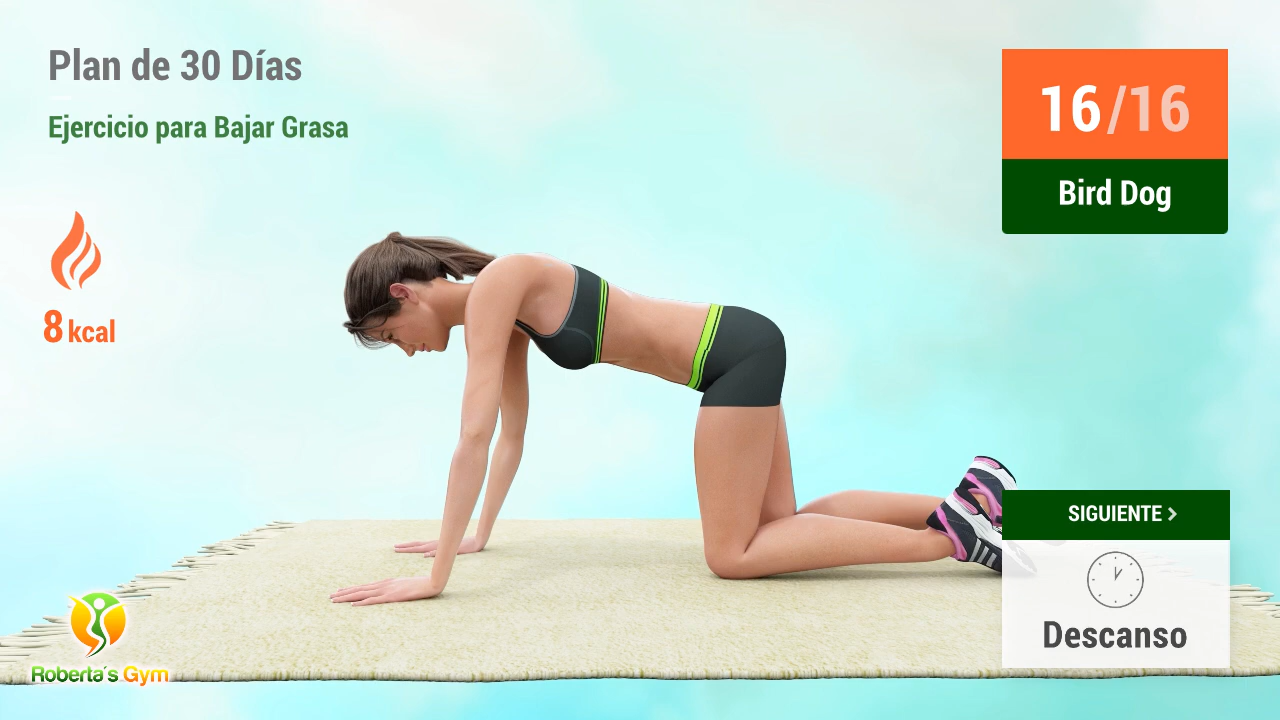 Plan de 30 Días
Ejercicio para Bajar Grasa
8 kcal
16/16
Bird Dog
SIGUIENTE >
Descanso
Roberta´s Gym